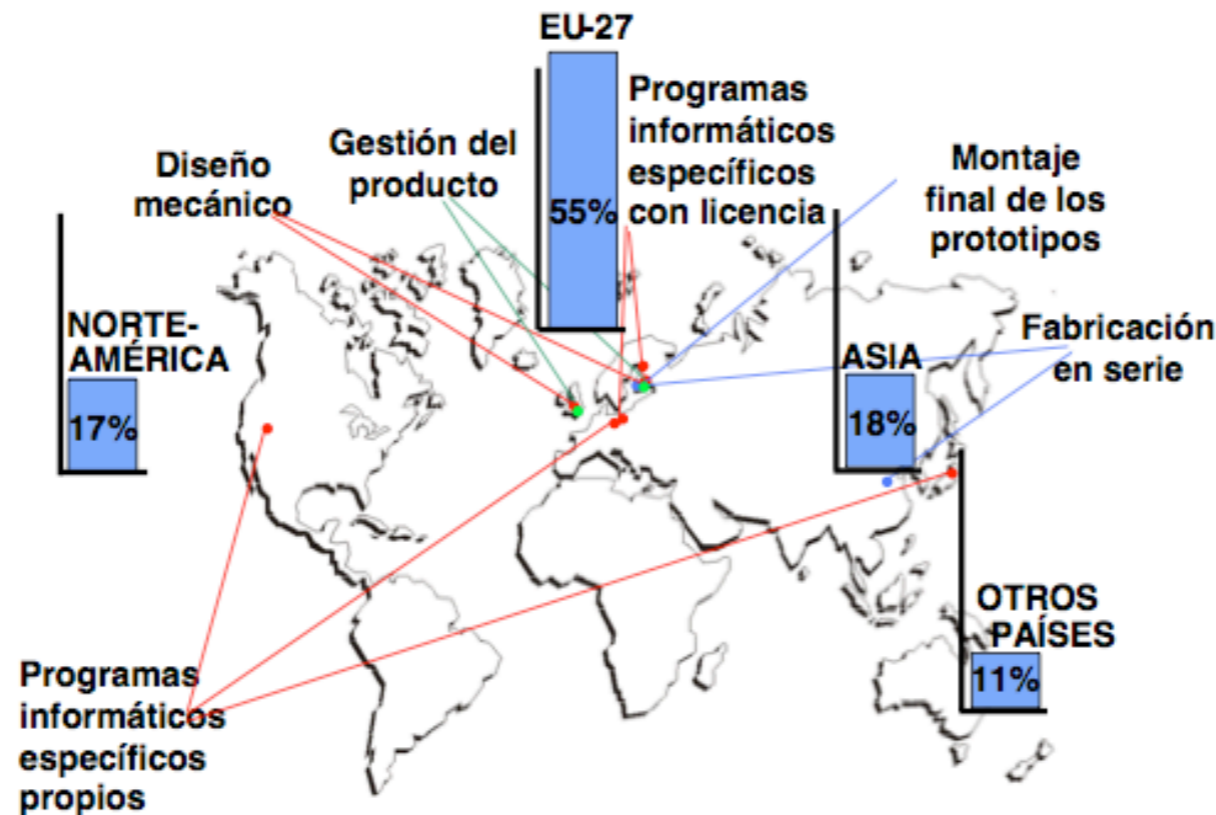 EU-27
55%
Programas
informáticos
específicos
con licencia
Gestión del
producto
Diseño
mecánico
Montaje
final de los
prototipos
NORTE-
AMÉRICA
17%
ASIA
18%
Fabricación
en serie
OTROS
PAÍSES
11%
Programas
informáticos
específicos
propios